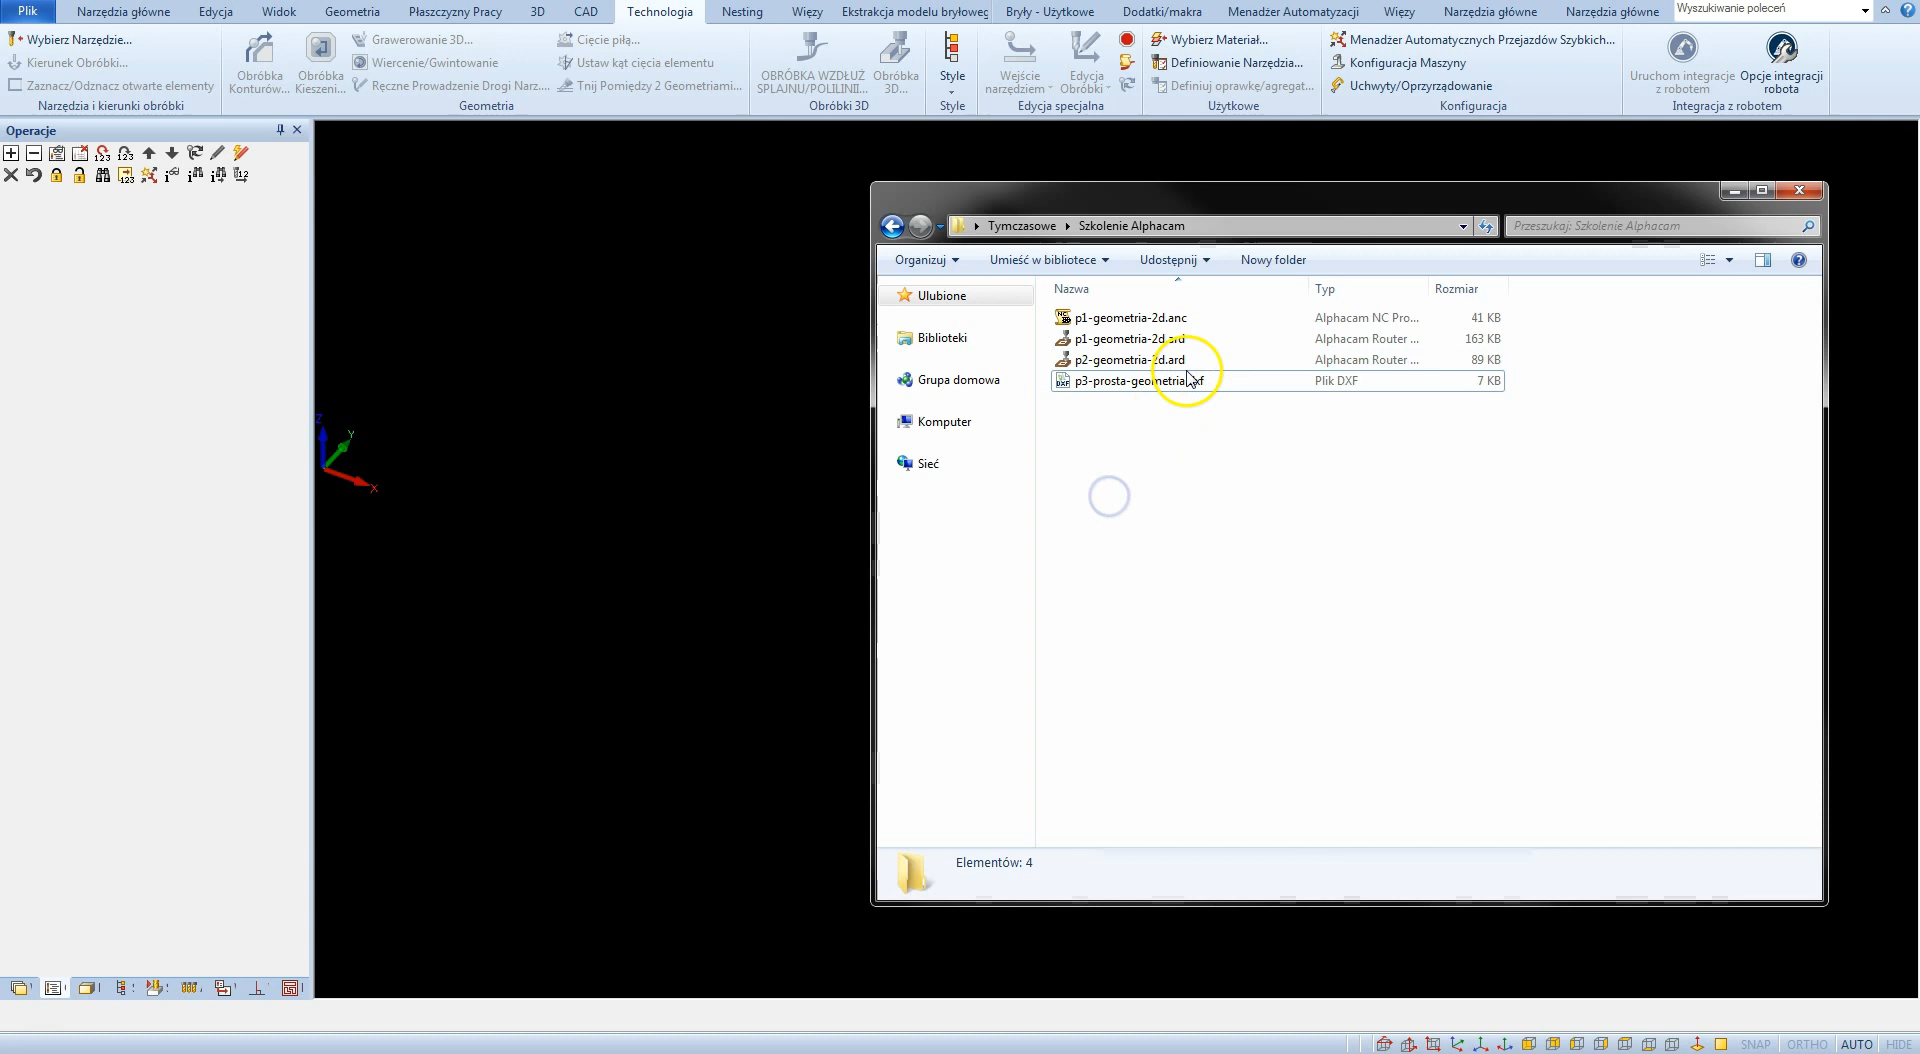 Plik Narzędzia główne Edycja Widok Geometria Płaszczyzny Pracy 3D CAD Technologia Nesting Więzy Ekstrakcja modelu bryłoweg Bryły - Użytkowe Dodatki/makra Menadżer Automatyzacji Więzy Narzędzia główne Narzędzia główne Wyszukiwanie poleceń
Wybierz Narzędzie...
Kierunek Obróbki...
Zaznacz/Odznacz otwarte elementy
Narzędzia i kierunki obróbki
Obróbka Konturów...
Obróbka Kieszeni...
Grawerowanie 3D...
Wiercenie/Gwintowanie
Ręczne Prowadzenie Drogi Narz....
Cięcie piłą...
Ustaw kąt cięcia elementu
Tnij Pomiędzy 2 Geometriami...
Geometria
OBRÓBKA WZDŁUŻ SPLAJNU/POLILINII...
Obróbka 3D...
Obróbki 3D
Style
Style
Wejście narzędziem
Edycja Obróbki
Edycja specjalna
Wybierz Materiał...
Definiowanie Narzędzia...
Definiuj oprawkę/agregat...
Użytkowe
Menadżer Automatycznych Przejazdów Szybkich...
Konfiguracja Maszyny
Uchwyty/Oprzyrządowanie
Konfiguracja
Uruchom integracje z robotem
Opcje integracji robota
Integracja z robotem
Operacje
Z
Y
X
Tymczasowe Szkolenie Alphacam
Przeszukaj: Szkolenie Alphacam
Organizuj Umieść w bibliotece Udostępnij Nowy folder
Ulubione
Biblioteki
Grupa domowa
Komputer
Sieć
Nazwa Typ Rozmiar
p1-geometria-2d.anc Alphacam NC Pro... 41 KB
p1-geometria-2d.ard Alphacam Router ... 163 KB
p2-geometria-2d.ard Alphacam Router ... 89 KB
p3-prosta-geometria Plik DXF 7 KB
Elementów: 4
SNAP ORTHO AUTO HIDE